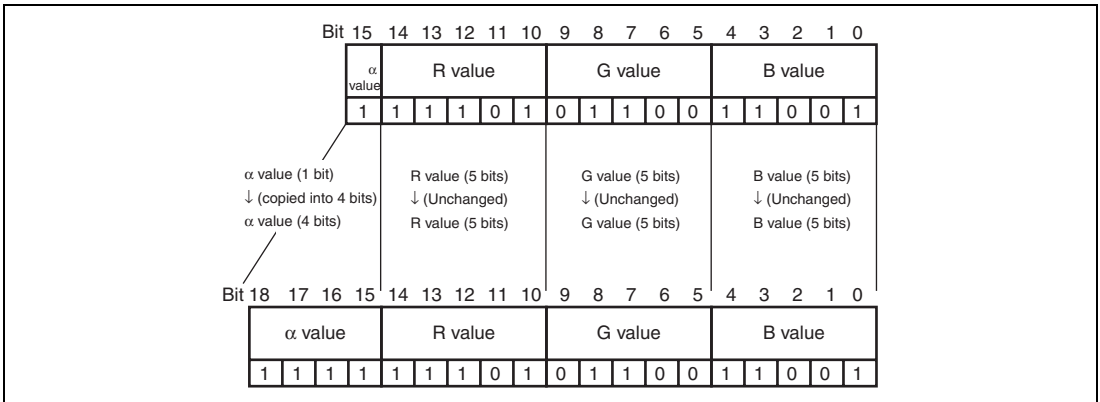 Bit 15 14 13 12 11 10 9 8 7 6 5 4 3 2 1 0
α value R value G value B value
1 1 1 1 0 1 0 1 1 0 0 1 1 0 0 1
α value (1 bit) R value (5 bits) G value (5 bits) B value (5 bits)
↓ (copied into 4 bits) ↓ (Unchanged) ↓ (Unchanged) ↓ (Unchanged)
α value (4 bits) R value (5 bits) G value (5 bits) B value (5 bits)
Bit 18 17 16 15 14 13 12 11 10 9 8 7 6 5 4 3 2 1 0
α value R value G value B value
1 1 1 1 1 1 1 0 1 0 1 1 0 0 1 1 0 0 1